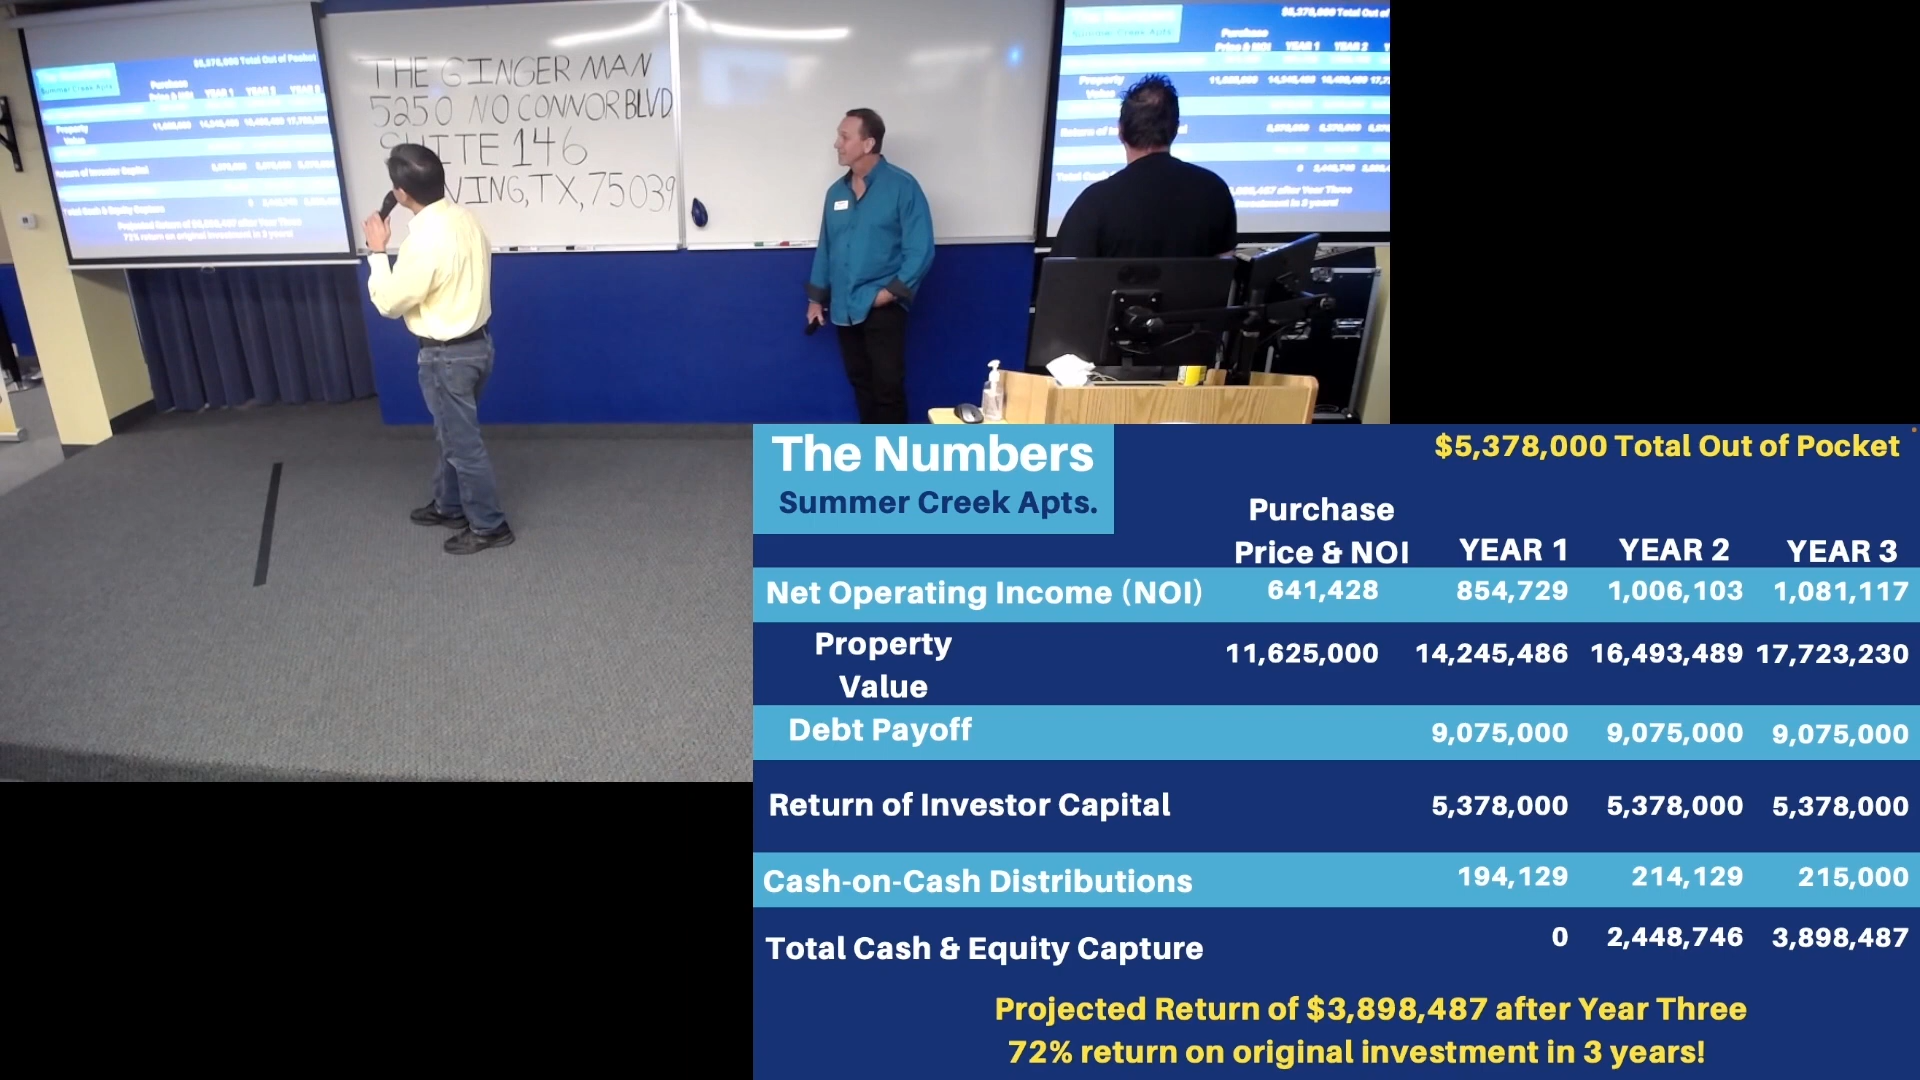 THE GINGER MAN
5250 NO CONNOR BLVD
SUITE 146
VING, TX, 75039
The Numbers
Summer Creek Apts.
$5,378,000 Total Out of Pocket
Purchase Price & NOI YEAR 1 YEAR 2 YEAR 3
Net Operating Income (NOI) 641,428 854,729 1,006,103 1,081,117
Property Value 11,625,000 14,245,486 16,493,489 17,723,230
Debt Payoff 9,075,000 9,075,000 9,075,000
Return of Investor Capital 5,378,000 5,378,000 5,378,000
Cash-on-Cash Distributions 194,129 214,129 215,000
Total Cash & Equity Capture 0 2,448,746 3,898,487
Projected Return of $3,898,487 after Year Three
72% return on original investment in 3 years!